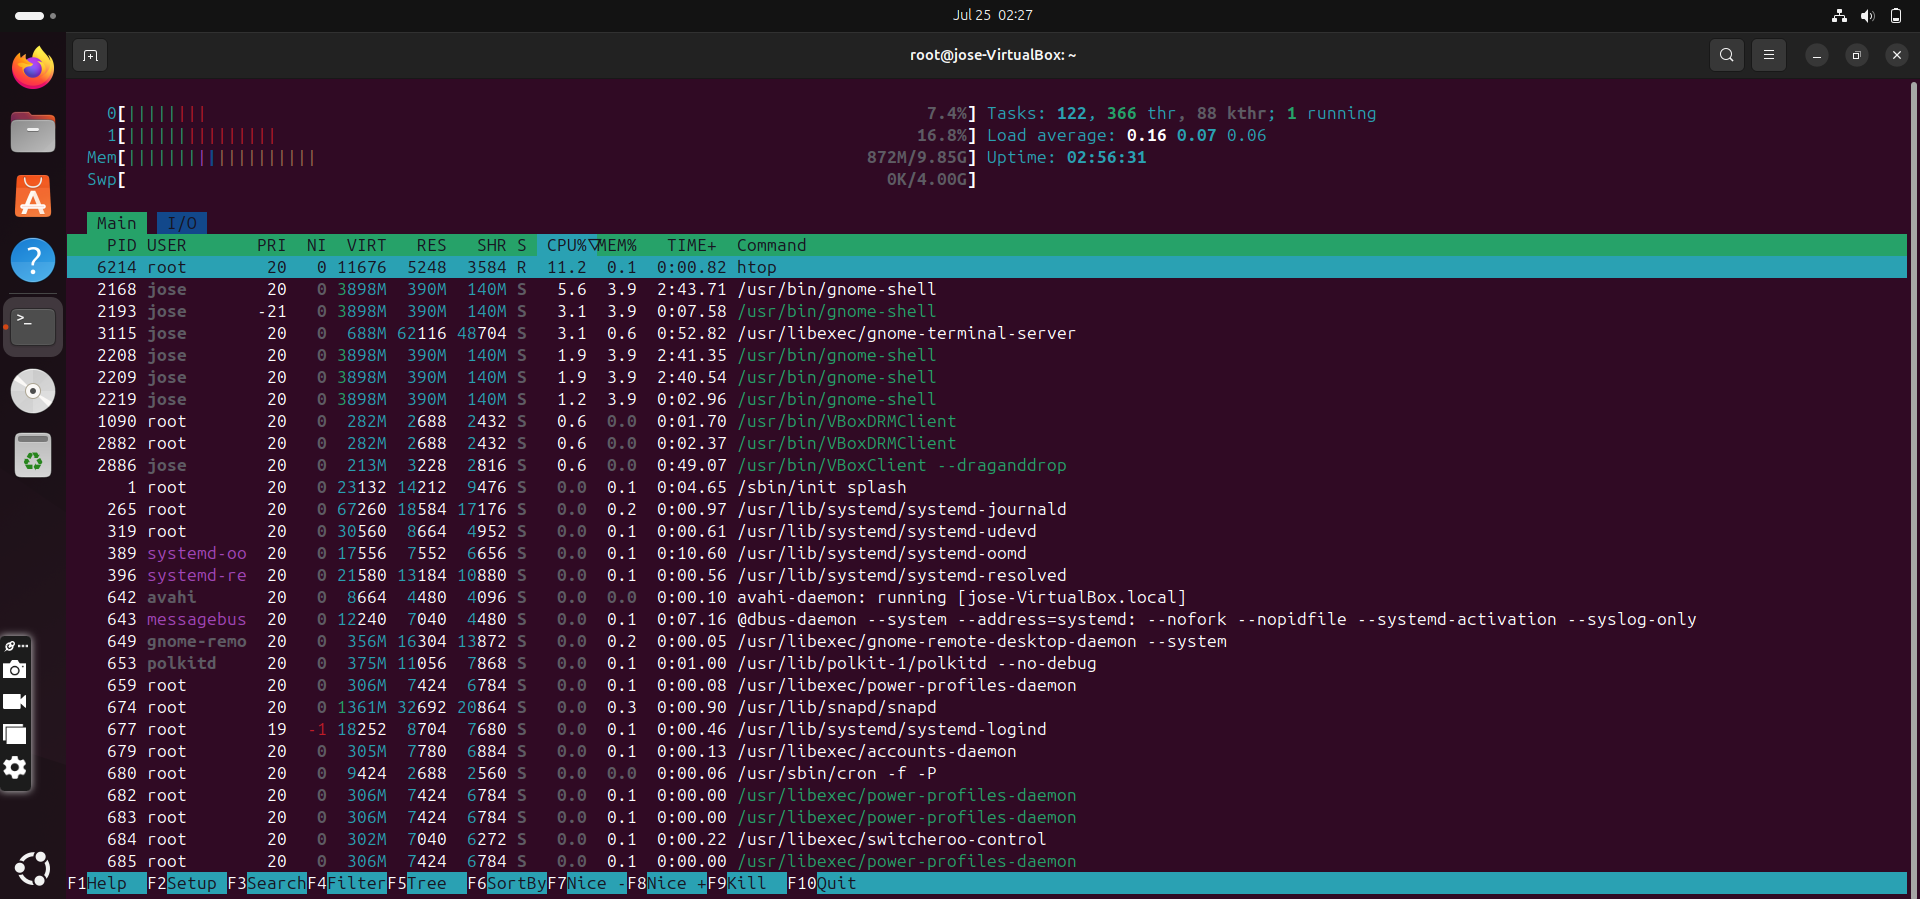 Jul 25 02:27
root@jose-VirtualBox: ~
0[|||||||| 7.4%] Tasks: 122, 366 thr, 88 kthr; 1 running
1[||||||||||||||| 16.8%] Load average: 0.16 0.07 0.06
Mem[||||||||||||||||||| 872M/9.85G] Uptime: 02:56:31
Swp[ 0K/4.00G]
Main I/O
PID USER PRI NI VIRT RES SHR S CPU%▽MEM% TIME+ Command
6214 root 20 0 11676 5248 3584 R 11.2 0.1 0:00.82 htop
2168 jose 20 0 3898M 390M 140M S 5.6 3.9 2:43.71 /usr/bin/gnome-shell
2193 jose -21 0 3898M 390M 140M S 3.1 3.9 0:07.58 /usr/bin/gnome-shell
3115 jose 20 0 688M 62116 48704 S 3.1 0.6 0:52.82 /usr/libexec/gnome-terminal-server
2208 jose 20 0 3898M 390M 140M S 1.9 3.9 2:41.35 /usr/bin/gnome-shell
2209 jose 20 0 3898M 390M 140M S 1.9 3.9 2:40.54 /usr/bin/gnome-shell
2219 jose 20 0 3898M 390M 140M S 1.2 3.9 0:02.96 /usr/bin/gnome-shell
1090 root 20 0 282M 2688 2432 S 0.6 0.0 0:01.70 /usr/bin/VBoxDRMClient
2882 root 20 0 282M 2688 2432 S 0.6 0.0 0:02.37 /usr/bin/VBoxDRMClient
2886 jose 20 0 213M 3228 2816 S 0.6 0.0 0:49.07 /usr/bin/VBoxClient --draganddrop
1 root 20 0 23132 14212 9476 S 0.0 0.1 0:04.65 /sbin/init splash
265 root 20 0 67260 18584 17176 S 0.0 0.2 0:00.97 /usr/lib/systemd/systemd-journald
319 root 20 0 30560 8664 4952 S 0.0 0.1 0:00.61 /usr/lib/systemd/systemd-udevd
389 systemd-oo 20 0 17556 7552 6656 S 0.0 0.1 0:10.60 /usr/lib/systemd/systemd-oomd
396 systemd-re 20 0 21580 13184 10880 S 0.0 0.1 0:00.56 /usr/lib/systemd/systemd-resolved
642 avahi 20 0 8664 4480 4096 S 0.0 0.0 0:00.10 avahi-daemon: running [jose-VirtualBox.local]
643 messagebus 20 0 12240 7040 4480 S 0.0 0.1 0:07.16 @dbus-daemon --system --address=systemd: --nofork --nopidfile --systemd-activation --syslog-only
649 gnome-remo 20 0 356M 16304 13872 S 0.0 0.2 0:00.05 /usr/libexec/gnome-remote-desktop-daemon --system
653 polkitd 20 0 375M 11056 7868 S 0.0 0.1 0:01.00 /usr/lib/polkit-1/polkitd --no-debug
659 root 20 0 306M 7424 6784 S 0.0 0.1 0:00.08 /usr/libexec/power-profiles-daemon
674 root 20 0 1361M 32692 20864 S 0.0 0.3 0:00.90 /usr/lib/snapd/snapd
677 root 19 -1 18252 8704 7680 S 0.0 0.1 0:00.46 /usr/lib/systemd/systemd-logind
679 root 20 0 305M 7780 6884 S 0.0 0.1 0:00.13 /usr/libexec/accounts-daemon
680 root 20 0 9424 2688 2560 S 0.0 0.0 0:00.06 /usr/sbin/cron -f -P
682 root 20 0 306M 7424 6784 S 0.0 0.1 0:00.00 /usr/libexec/power-profiles-daemon
683 root 20 0 306M 7424 6784 S 0.0 0.1 0:00.00 /usr/libexec/power-profiles-daemon
684 root 20 0 302M 7040 6272 S 0.0 0.1 0:00.22 /usr/libexec/switcheroo-control
685 root 20 0 306M 7424 6784 S 0.0 0.1 0:00.00 /usr/libexec/power-profiles-daemon
F1Help F2Setup F3SearchF4FilterF5Tree F6SortByF7Nice -F8Nice +F9Kill F10Quit